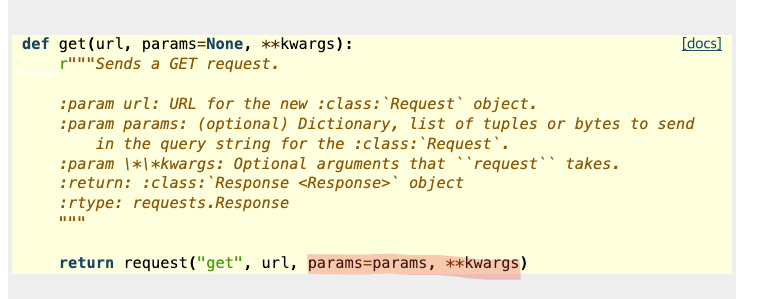 def get(url, params=None, **kwargs): [docs]
    r"""Sends a GET request.

    :param url: URL for the new :class:`Request` object.
    :param params: (optional) Dictionary, list of tuples or bytes to send
        in the query string for the :class:`Request`.
    :param \*\*kwargs: Optional arguments that ``request`` takes.
    :return: :class:`Response <Response>` object
    :rtype: requests.Response
    """

    return request("get", url, params=params, **kwargs)